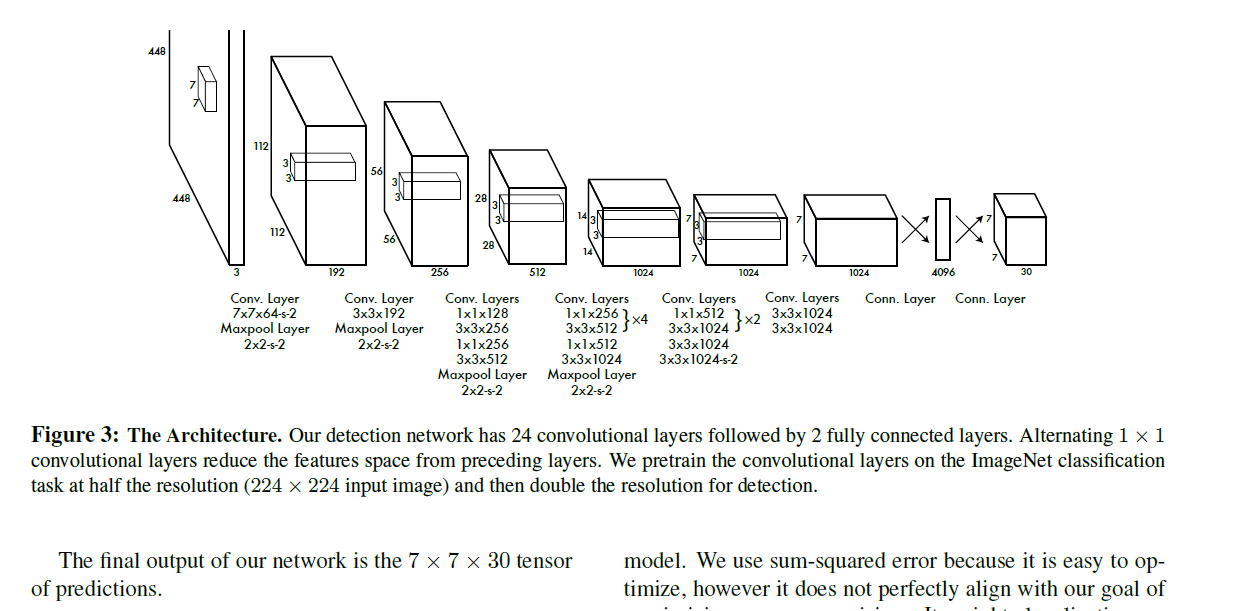 448
7
7
448
3
112
3
3
112
192
56
3
3
56
256
28
3
3
28
512
14
3
3
14
1024
7
3
3
7
1024
7
7
1024
4096
7
7
30
Conv. Layer
7x7x64-s-2
Maxpool Layer
2x2-s-2
Conv. Layer
3x3x192
Maxpool Layer
2x2-s-2
Conv. Layers
1x1x128
3x3x256
1x1x256
3x3x512
Maxpool Layer
2x2-s-2
Conv. Layers
1x1x256
3x3x512 }×4
1x1x512
3x3x1024
Maxpool Layer
2x2-s-2
Conv. Layers
1x1x512
3x3x1024 }×2
3x3x1024
3x3x1024-s-2
Conv. Layers
3x3x1024
3x3x1024
Conn. Layer
Conn. Layer
Figure 3: The Architecture. Our detection network has 24 convolutional layers followed by 2 fully connected layers. Alternating 1 × 1
convolutional layers reduce the features space from preceding layers. We pretrain the convolutional layers on the ImageNet classification
task at half the resolution (224 × 224 input image) and then double the resolution for detection.
The final output of our network is the 7 × 7 × 30 tensor
of predictions.
model. We use sum-squared error because it is easy to op-
timize, however it does not perfectly align with our goal of